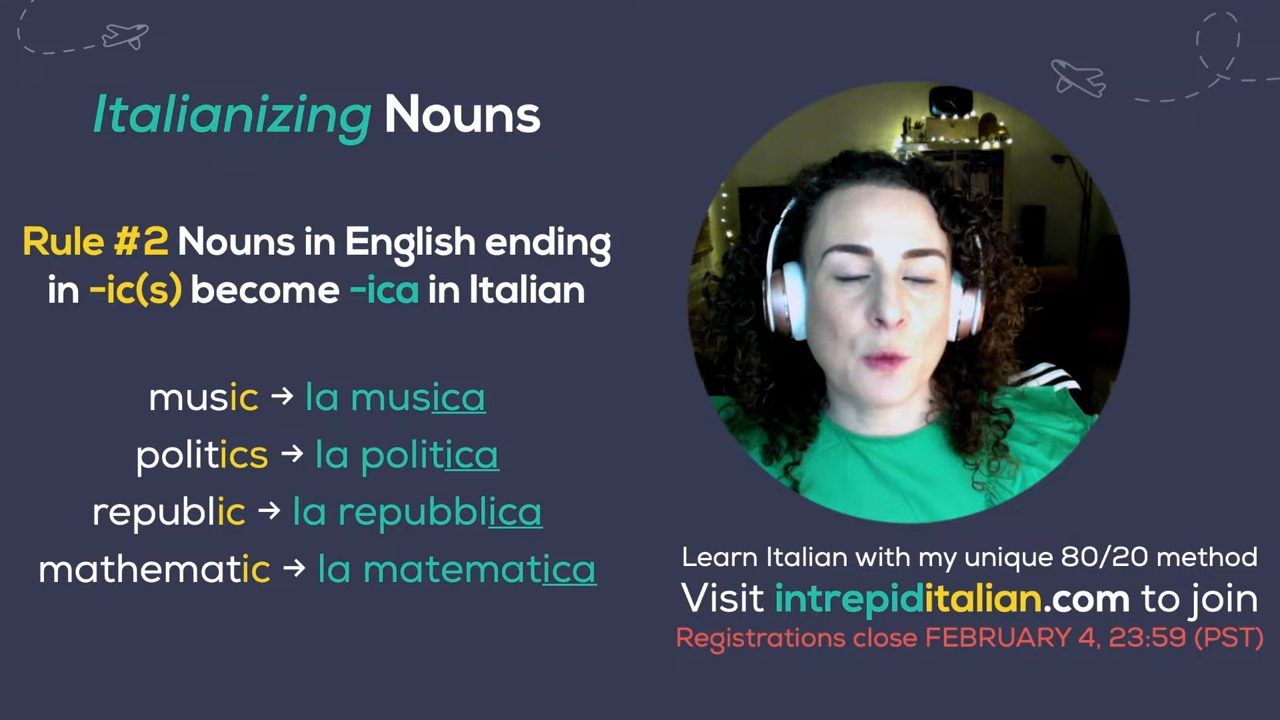 Italianizing Nouns
Rule #2 Nouns in English ending
in -ic(s) become -ica in Italian
music → la musica
politics → la politica
republic → la repubblica
mathematic → la matematica
Learn Italian with my unique 80/20 method
Visit intrepiditalian.com to join
Registrations close FEBRUARY 4, 23:59 (PST)